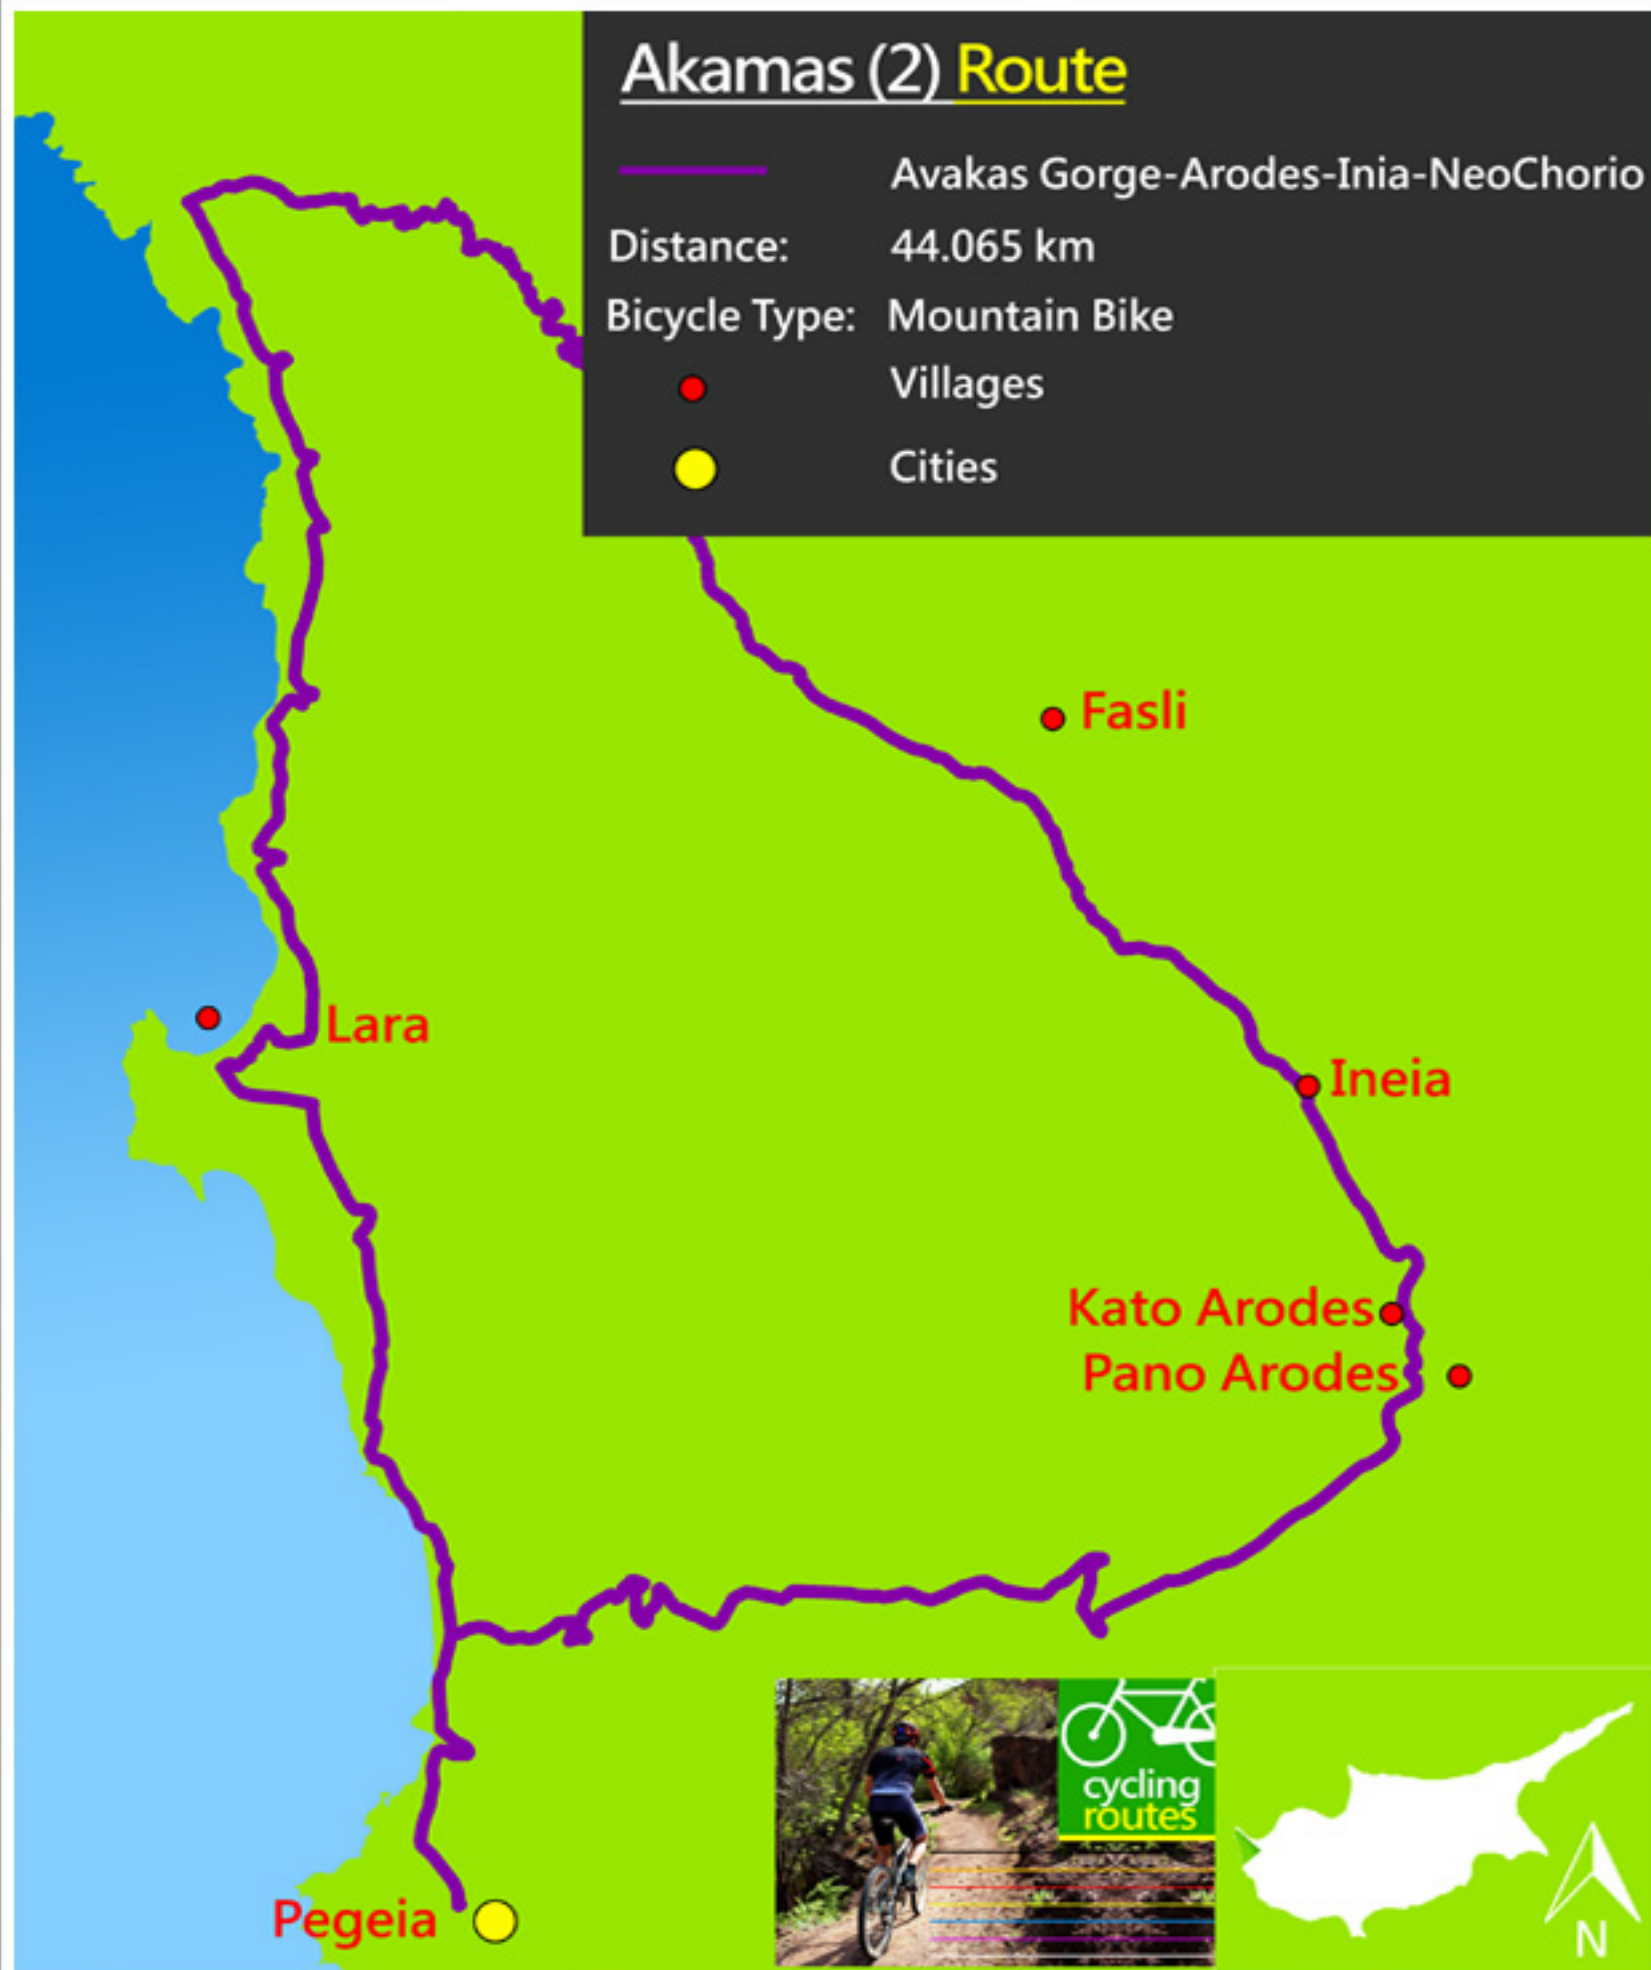 Akamas (2) Route
Avakas Gorge-Arodes-Inia-NeoChorio
Distance: 44.065 km
Bicycle Type: Mountain Bike
Villages
Cities
Fasli
Lara
Ineia
Kato Arodes
Pano Arodes
cycling
routes
Pegeia
N